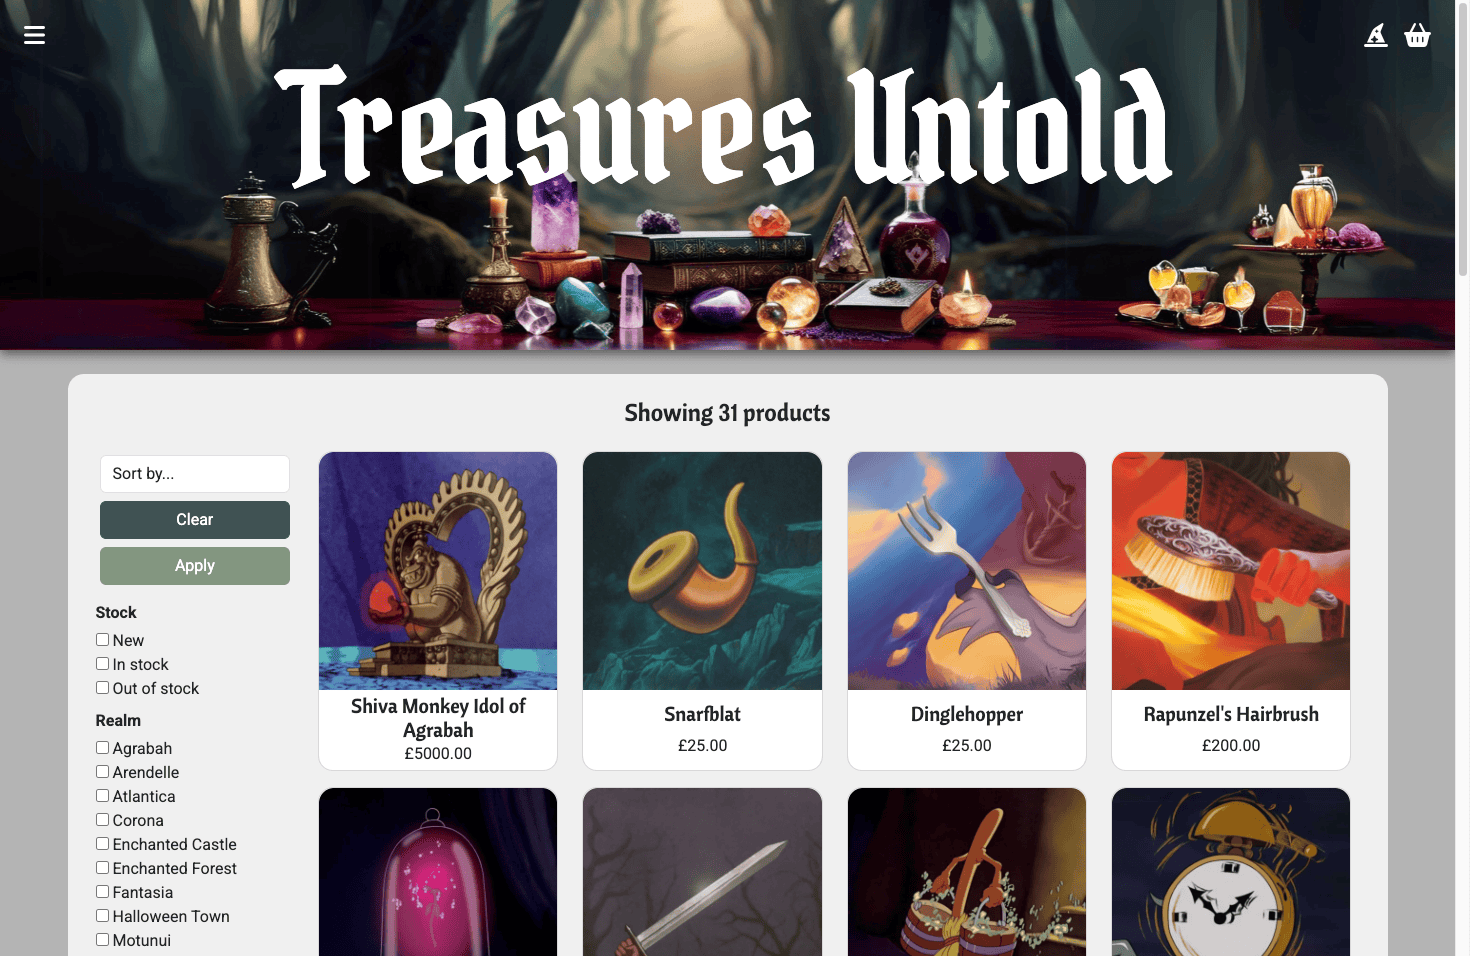 Treasures Untold
Showing 31 products
Sort by...
Clear
Apply
Stock
New
In stock
Out of stock
Realm
Agrabah
Arendelle
Atlantica
Corona
Enchanted Castle
Enchanted Forest
Fantasia
Halloween Town
Motunui
Shiva Monkey Idol of
Agrabah
£5000.00
Snarfblat
£25.00
Dinglehopper
£25.00
Rapunzel's Hairbrush
£200.00